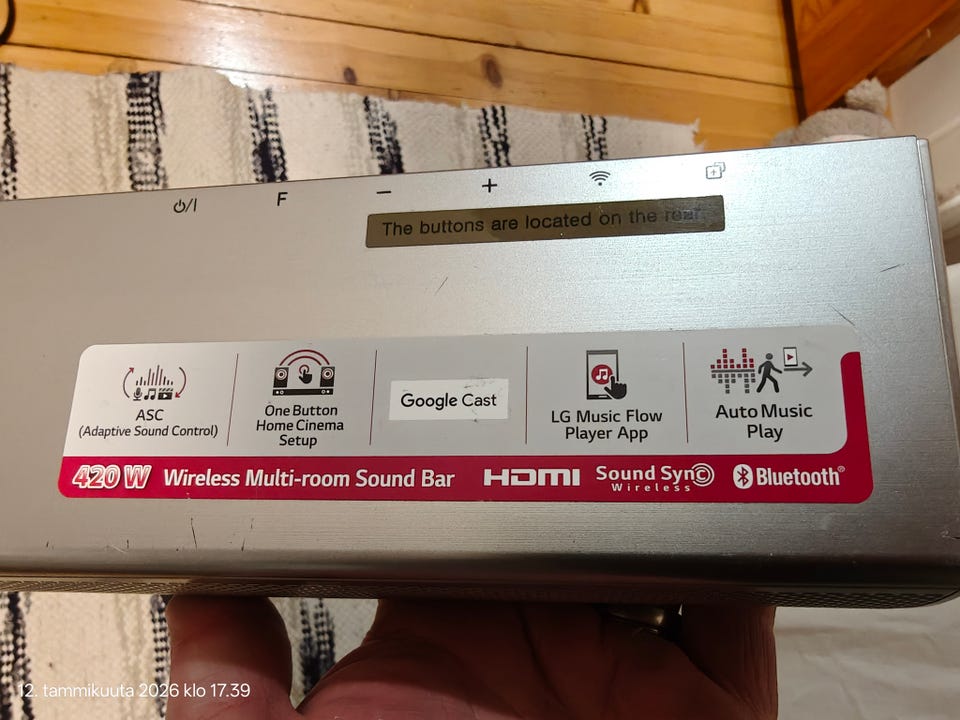 ⏻/I F − +
The buttons are located on the rear.
ASC
(Adaptive Sound Control)
One Button
Home Cinema
Setup
Google Cast
LG Music Flow
Player App
Auto Music
Play
420 W Wireless Multi-room Sound Bar HDMI Sound Sync Wireless Bluetooth®
12. tammikuuta 2026 klo 17.39